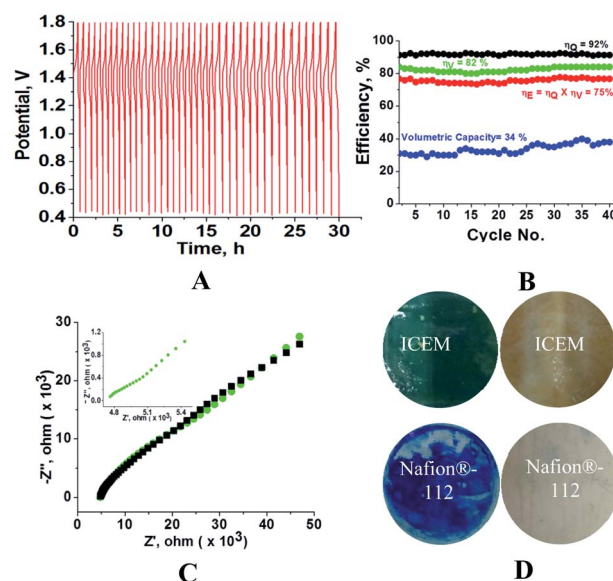 1.8
1.6
1.4
1.2
1.0
0.8
0.6
0.4
Potential, V
0 5 10 15 20 25 30
Time, h
A
100
80
60
40
20
0
Efficiency, %
ηQ = 92%
ηV = 82 %
ηE = ηQ X ηV = 75%
Volumetric Capacity= 34 %
5 10 15 20 25 30 35 40
Cycle No.
B
30
20
10
0
-Z", ohm ( x 10³)
1.2
0.8
0.4
0.0
- Z", ohm ( x 10³)
4.8 5.1 5.4
Z', ohm ( x 10³)
0 10 20 30 40 50
Z', ohm ( x 10³)
C
ICEM
ICEM
Nafion®-
112
Nafion®-
112
D